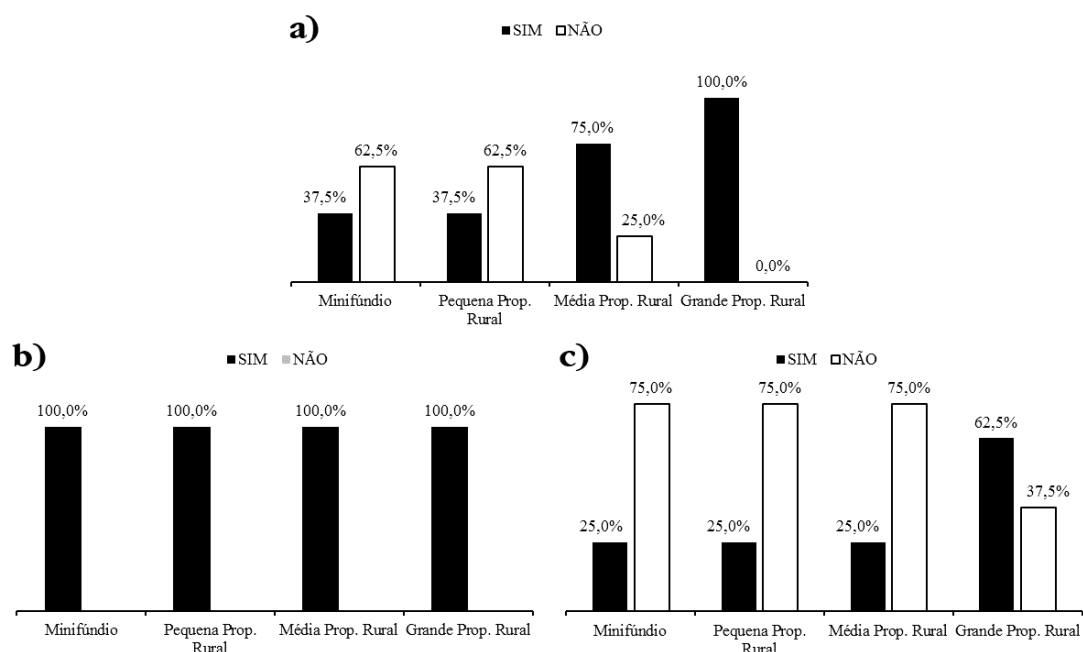 a)
SIM NÃO
100,0%
75,0%
62,5% 62,5%
37,5% 37,5%
25,0%
0,0%
Minifúndio Pequena Prop. Média Prop. Rural Grande Prop. Rural
Rural
b)
SIM NÃO
100,0% 100,0% 100,0% 100,0%
Minifúndio Pequena Prop. Média Prop. Rural Grande Prop. Rural
Rural
c)
SIM NÃO
75,0% 75,0% 75,0%
62,5%
37,5%
25,0% 25,0% 25,0%
Minifúndio Pequena Prop. Média Prop. Rural Grande Prop. Rural
Rural